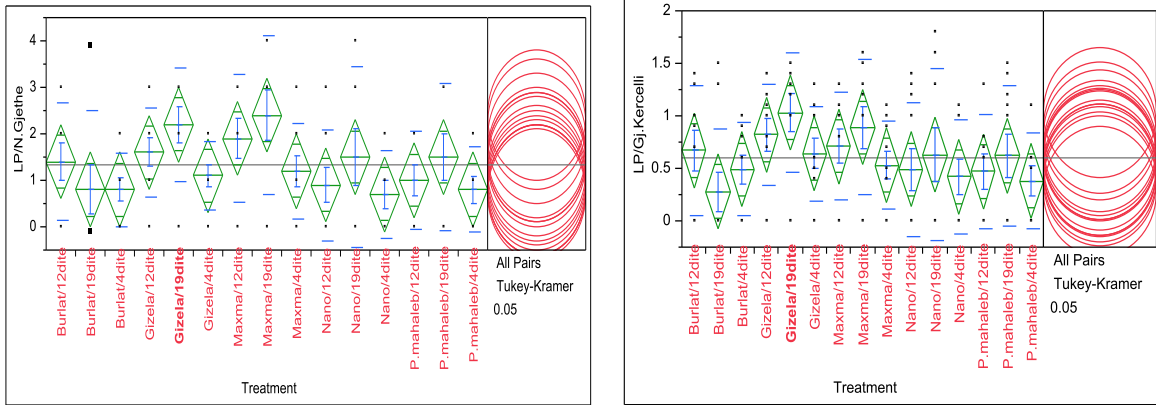 LP/N.Gjethe
4
3
2
1
0
Burlat/12dite
Burlat/19dite
Burlat/4dite
Gizela/12dite
Gizela/19dite
Gizela/4dite
Maxma/12dite
Maxma/19dite
Maxma/4dite
Nano/12dite
Nano/19dite
Nano/4dite
P.mahaleb/12dite
P.mahaleb/19dite
P.mahaleb/4dite
All Pairs
Tukey-Kramer
0.05
Treatment
LP/Gj.Kercelli
2
1.5
1
0.5
0
Burlat/12dite
Burlat/19dite
Burlat/4dite
Gizela/12dite
Gizela/19dite
Gizela/4dite
Maxma/12dite
Maxma/19dite
Maxma/4dite
Nano/12dite
Nano/19dite
Nano/4dite
P.mahaleb/12dite
P.mahaleb/19dite
P.mahaleb/4dite
All Pairs
Tukey-Kramer
0.05
Treatment